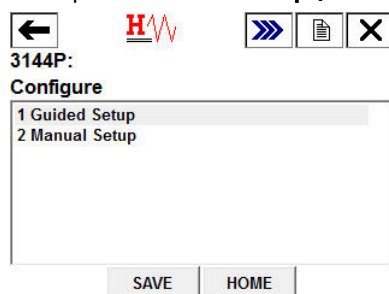 H
3144P:
Configure
1 Guided Setup
2 Manual Setup
SAVE HOME